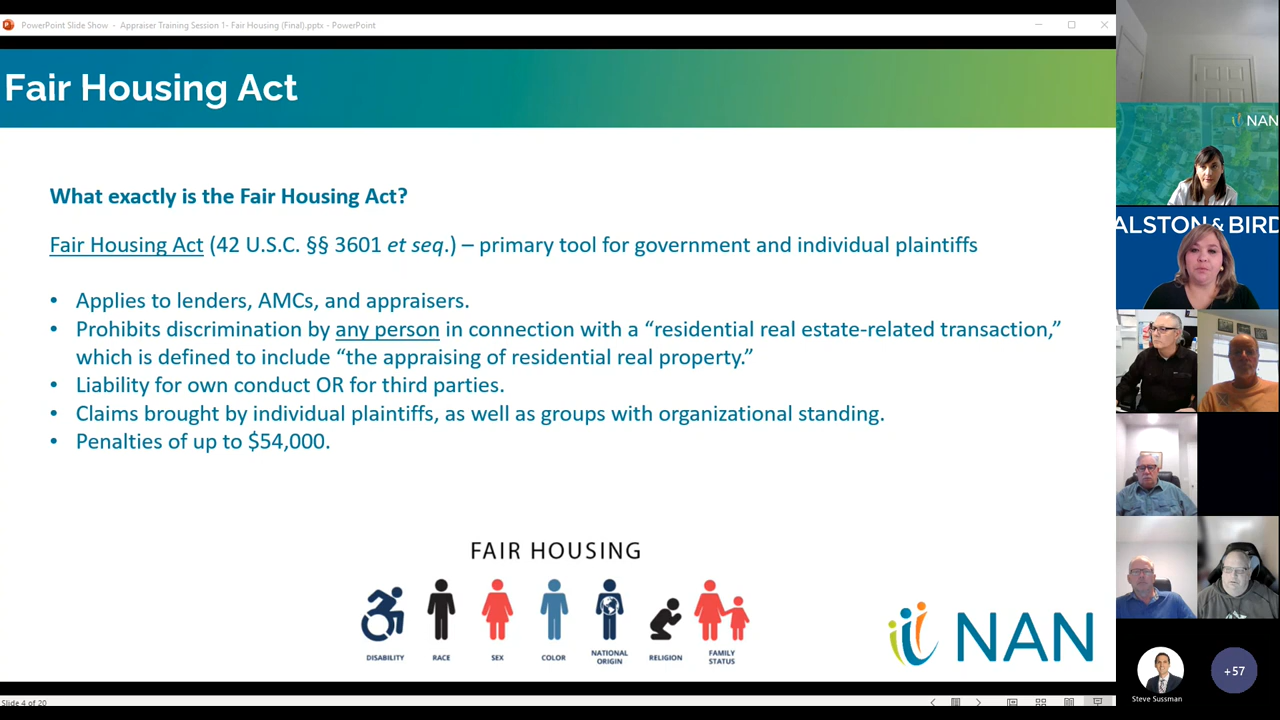 PowerPoint Slide Show - Appraiser Training Session 1- Fair Housing (Final).pptx - PowerPoint
Fair Housing Act
What exactly is the Fair Housing Act?
Fair Housing Act (42 U.S.C. §§ 3601 et seq.) – primary tool for government and individual plaintiffs
• Applies to lenders, AMCs, and appraisers.
• Prohibits discrimination by any person in connection with a “residential real estate-related transaction,”
which is defined to include “the appraising of residential real property.”
• Liability for own conduct OR for third parties.
• Claims brought by individual plaintiffs, as well as groups with organizational standing.
• Penalties of up to $54,000.
FAIR HOUSING
DISABILITY
RACE
SEX
COLOR
NATIONAL
ORIGIN
RELIGION
FAMILY
STATUS
NAN
Slide 4 of 20
NAN
ALSTON & BIRD
Steve Sussman
+57